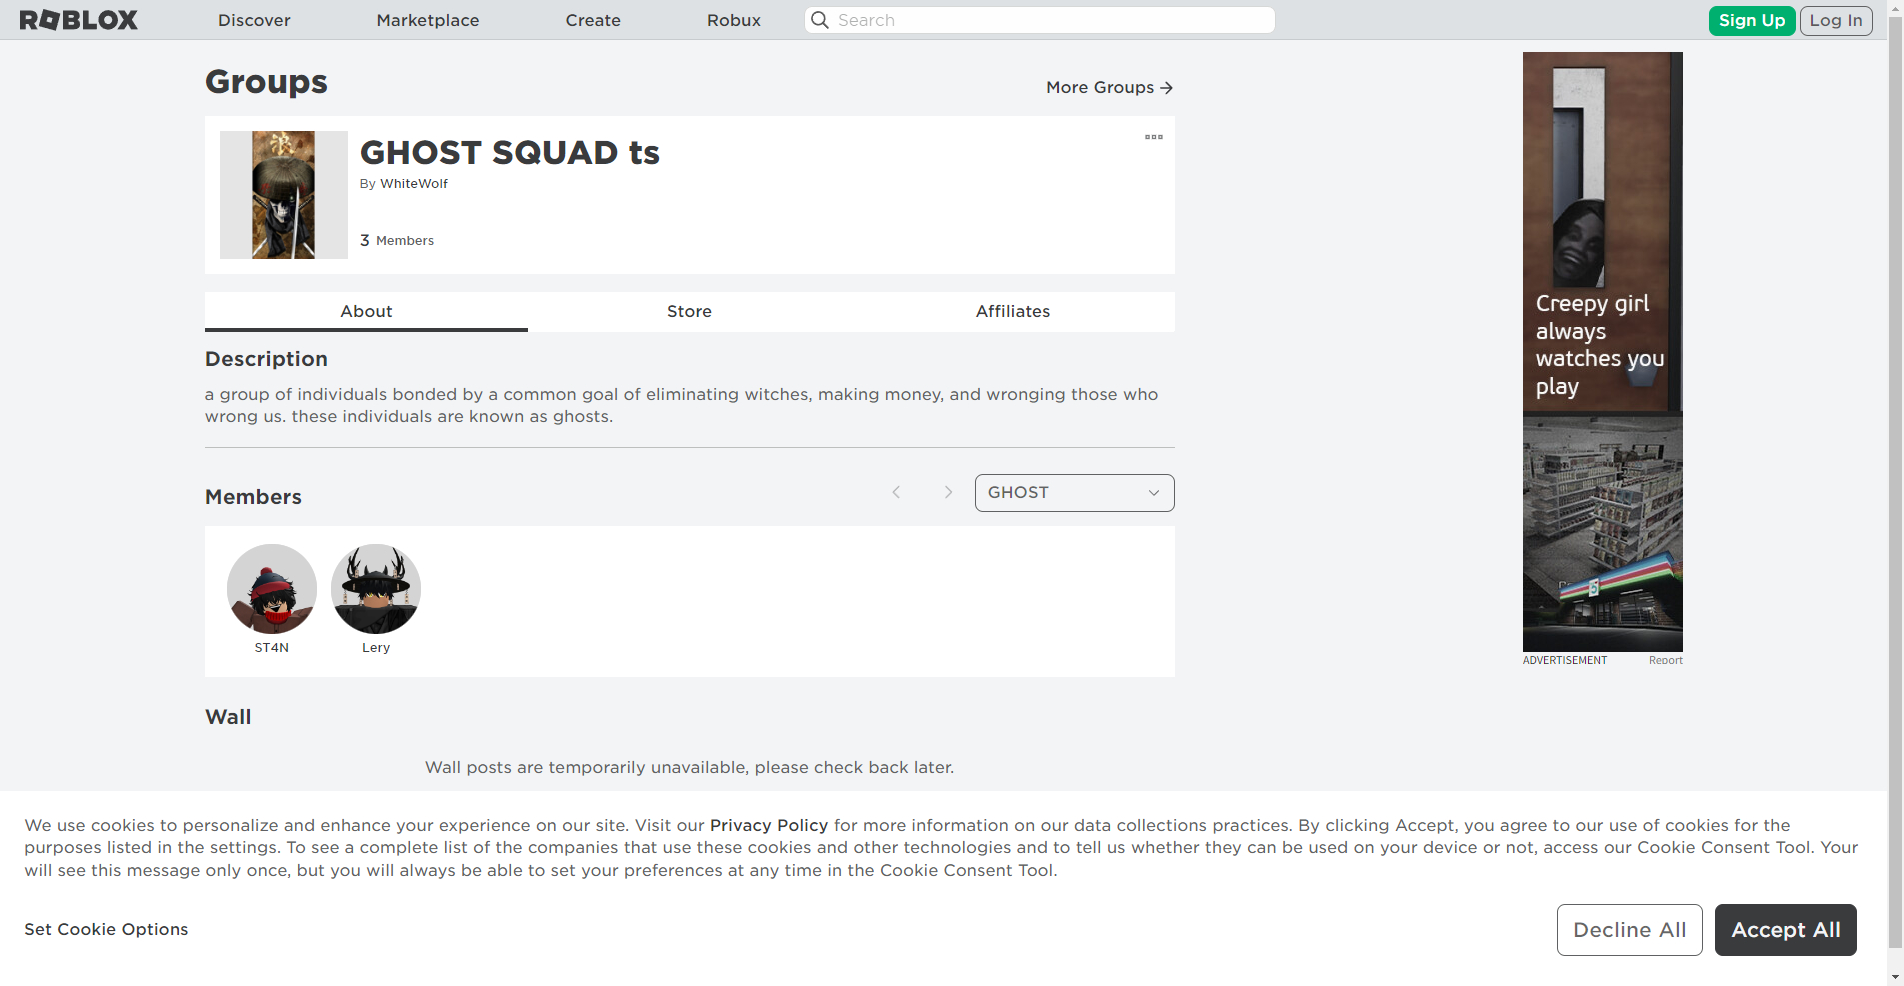 ROBLOX
Discover
Marketplace
Create
Robux
Search
Sign Up
Log In
Groups
More Groups
GHOST SQUAD ts
By WhiteWolf
3 Members
About
Store
Affiliates
Description
a group of individuals bonded by a common goal of eliminating witches, making money, and wronging those who
wrong us. these individuals are known as ghosts.
Members
GHOST
ST4N
Lery
Wall
Wall posts are temporarily unavailable, please check back later.
Creepy girl
always
watches you
play
ADVERTISEMENT
Report
We use cookies to personalize and enhance your experience on our site. Visit our Privacy Policy for more information on our data collections practices. By clicking Accept, you agree to our use of cookies for the
purposes listed in the settings. To see a complete list of the companies that use these cookies and other technologies and to tell us whether they can be used on your device or not, access our Cookie Consent Tool. Your
will see this message only once, but you will always be able to set your preferences at any time in the Cookie Consent Tool.
Set Cookie Options
Decline All
Accept All